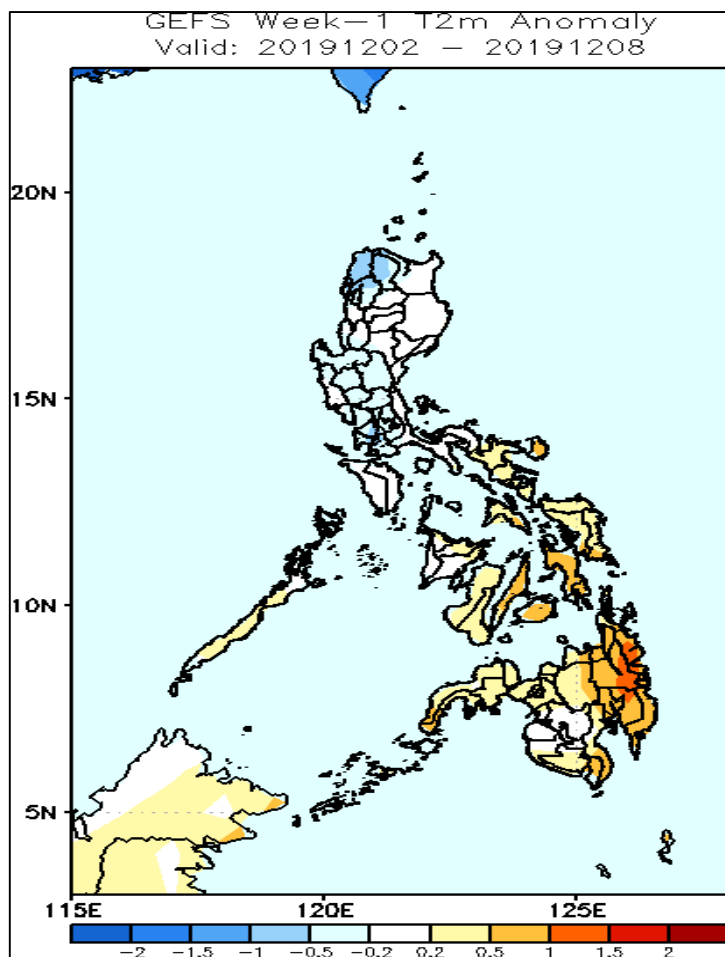 GEFS Week-1 T2m Anomaly
Valid: 20191202 - 20191208
20N
15N
10N
5N
115E 120E 125E
-2 -1.5 -1 -0.5 -0.2 0.2 0.5 1 1.5 2